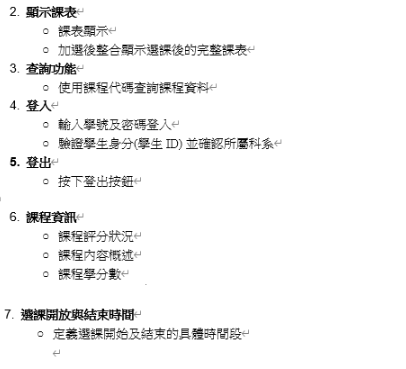 2. 顯示課表
○ 課表顯示
○ 加選後整合顯示選課後的完整課表
3. 查詢功能
○ 使用課程代碼查詢課程資料
4. 登入
○ 輸入學號及密碼登入
○ 驗證學生身分(學生 ID) 並確認所屬科系
5. 登出
○ 按下登出按鈕
6. 課程資訊
○ 課程評分狀況
○ 課程內容概述
○ 課程學分數
7. 選課開放與結束時間
○ 定義選課開始及結束的具體時間段